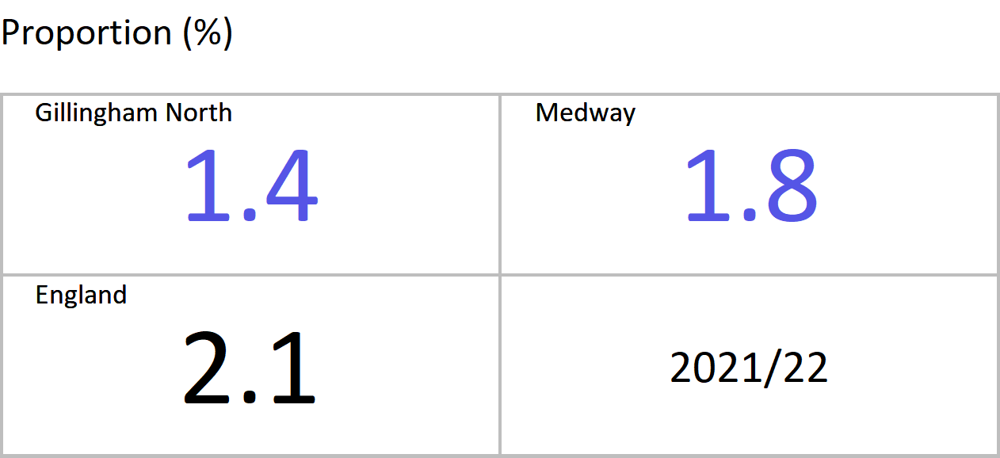 Proportion (%)
Gillingham North
1.4
Medway
1.8
England
2.1
2021/22